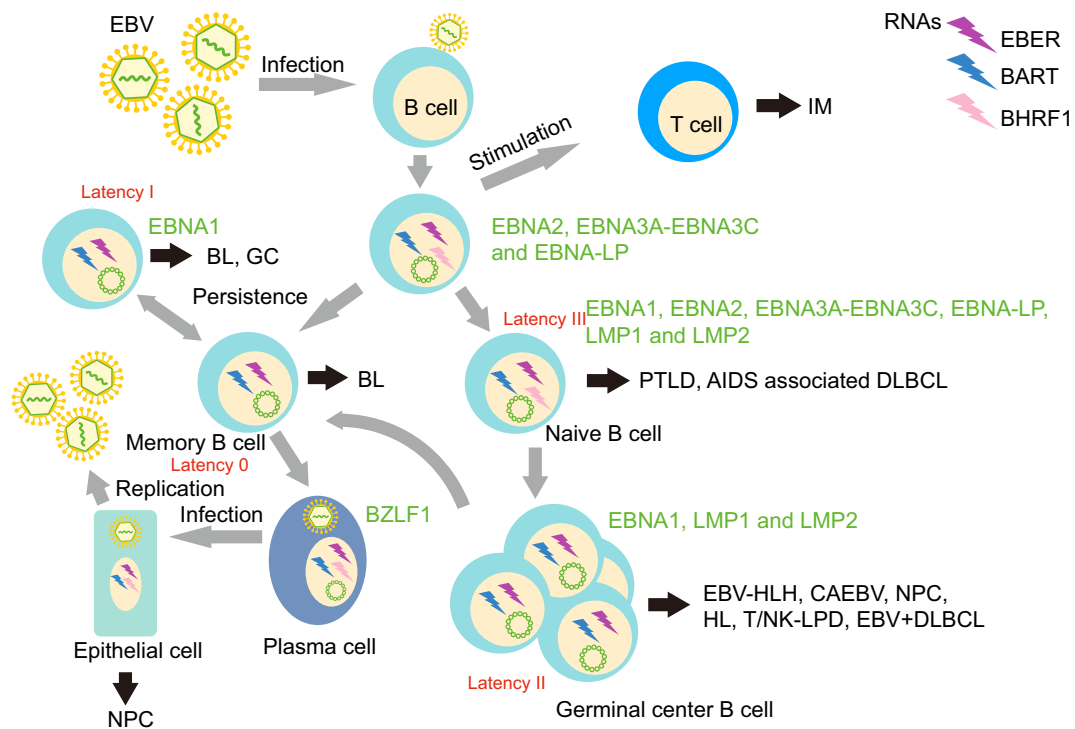 EBV
Infection
B cell
Stimulation
T cell
IM
RNAs
EBER
BART
BHRF1
Latency I
EBNA1
BL, GC
Persistence
EBNA2, EBNA3A-EBNA3C
and EBNA-LP
EBNA1, EBNA2, EBNA3A-EBNA3C, EBNA-LP,
Latency III
LMP1 and LMP2
BL
PTLD, AIDS associated DLBCL
Memory B cell
Naive B cell
Latency 0
Replication
Infection
BZLF1
EBNA1, LMP1 and LMP2
EBV-HLH, CAEBV, NPC,
HL, T/NK-LPD, EBV+DLBCL
Epithelial cell
Plasma cell
Latency II
Germinal center B cell
NPC